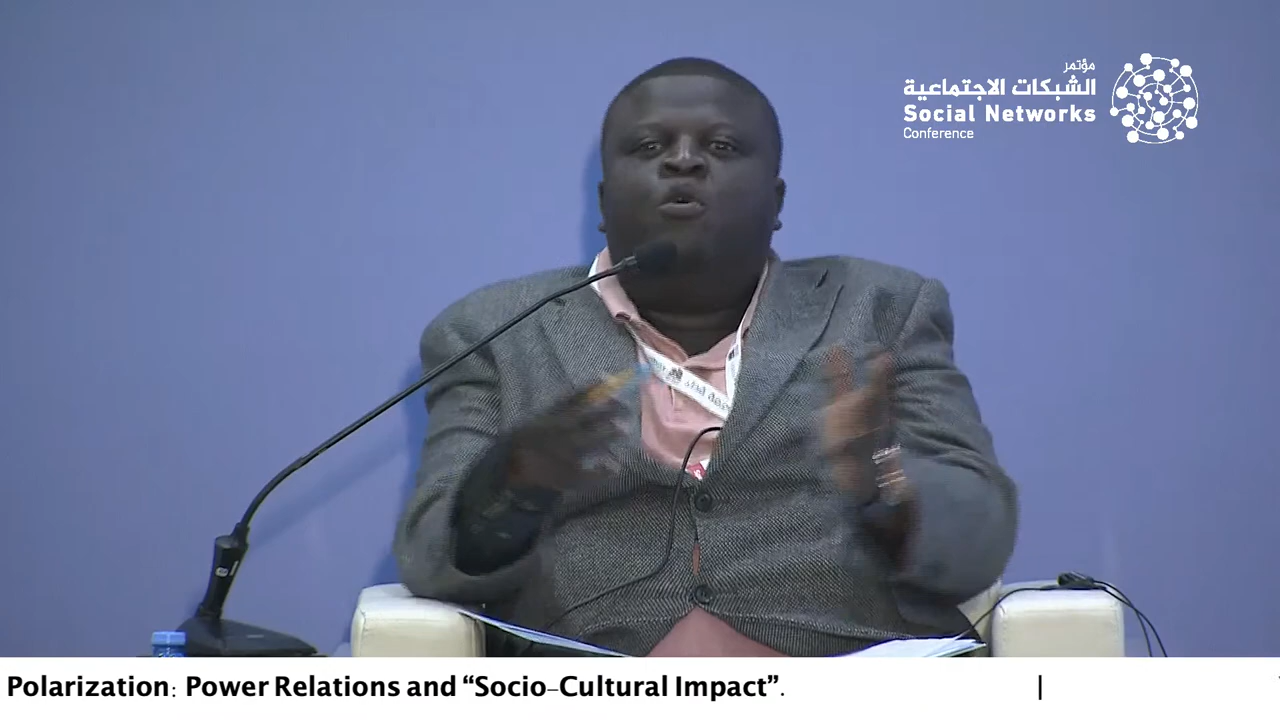 مؤتمر
الشبكات الاجتماعية
Social Networks
Conference
Polarization: Power Relations and “Socio-Cultural Impact”. |